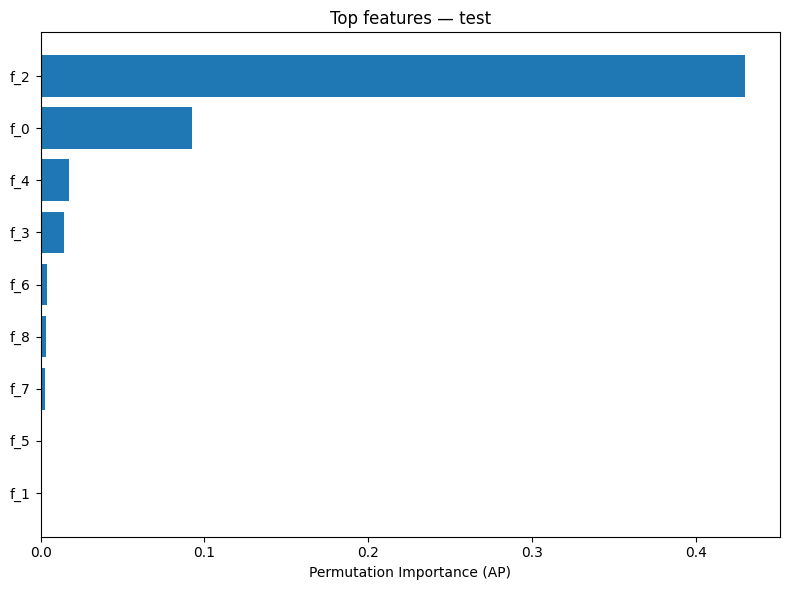 Top features — test
f_2
f_0
f_4
f_3
f_6
f_8
f_7
f_5
f_1
0.0 0.1 0.2 0.3 0.4
Permutation Importance (AP)